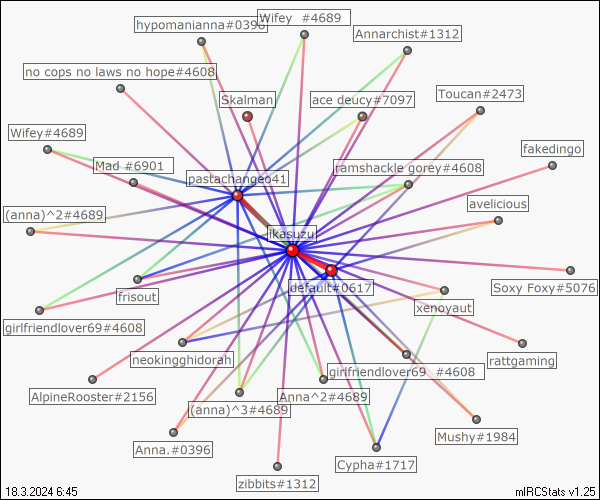 hypomanianna#0396
Wifey #4689
Annarchist#1312
no cops no laws no hope#4608
Skalman
ace deucy#7097
Toucan#2473
Wifey#4689
Mad #6901
pastachangeo41
ramshackle gorey#4608
fakedingo
(anna)^2#4689
avelicious
ikasuzu
frisout
default#0617
Soxy Foxy#5076
xenoyaut
girlfriendlover69#4608
neokingghidorah
rattgaming
girlfriendlover69 #4608
AlpineRooster#2156
(anna)^3#4689
Anna^2#4689
Anna.#0396
Mushy#1984
Cypha#1717
zibbits#1312
18.3.2024 6:45
mIRCStats v1.25